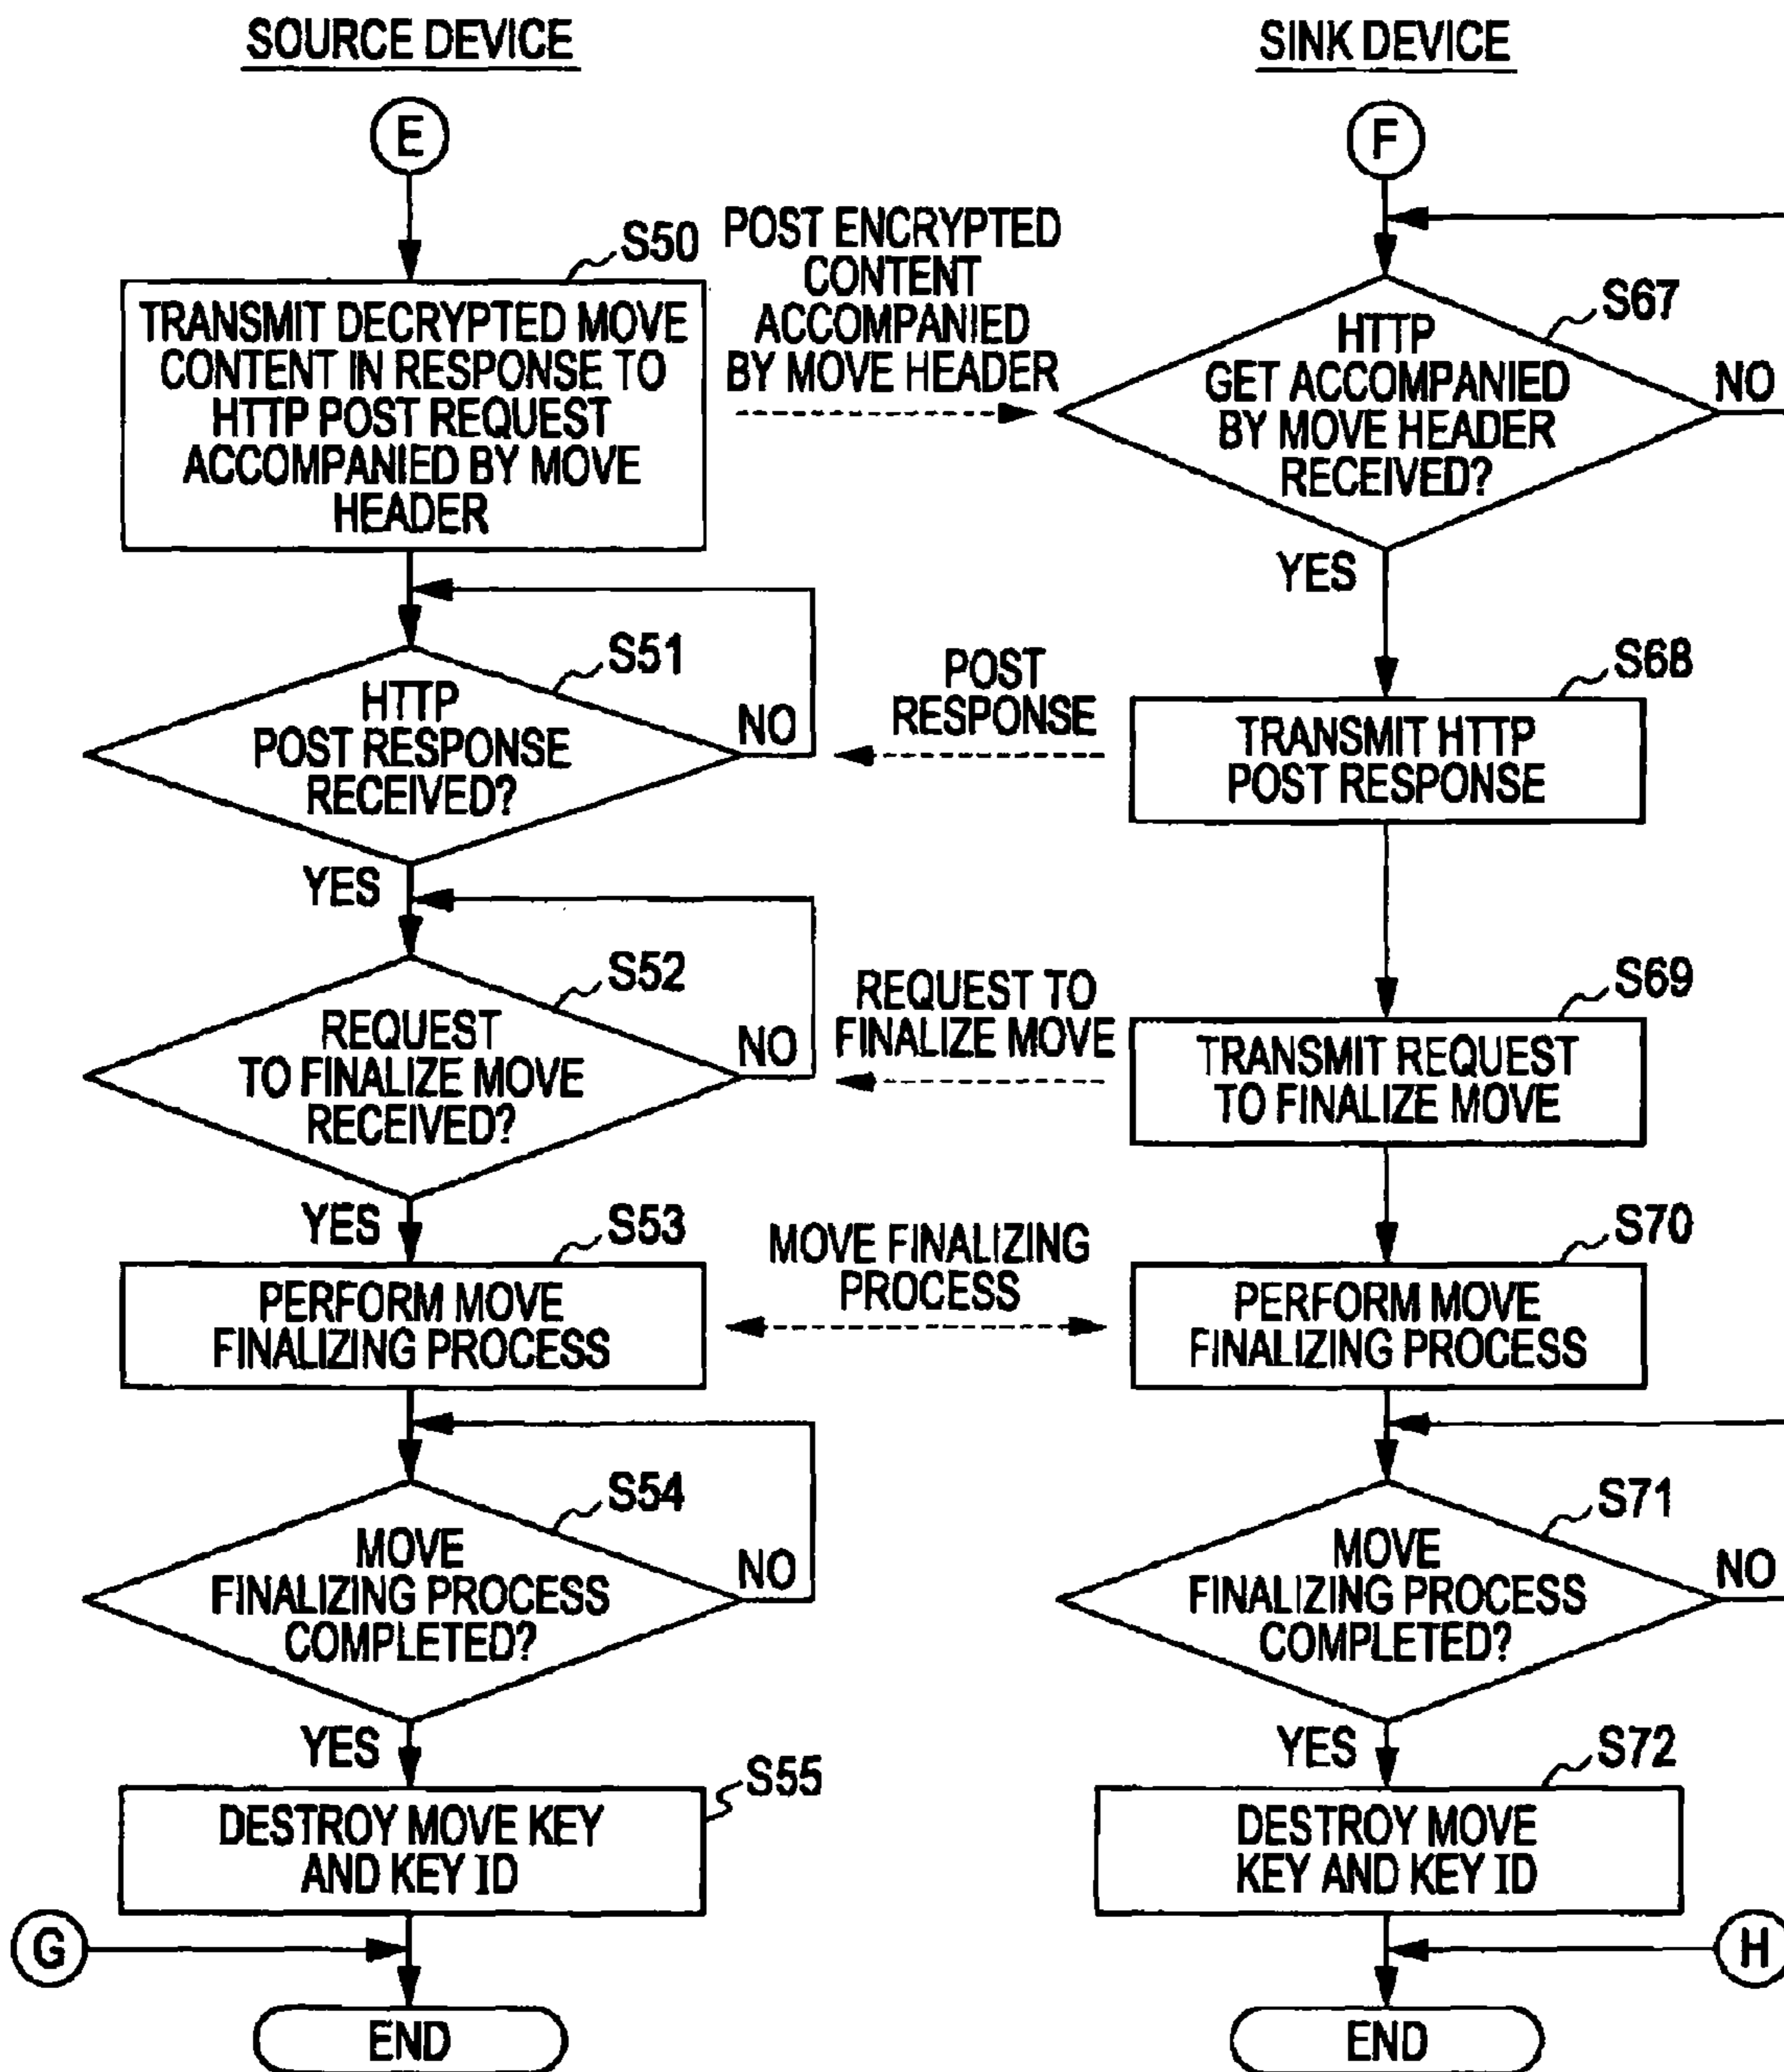 SOURCE DEVICE
E
S50
TRANSMIT DECRYPTED MOVE
CONTENT IN RESPONSE TO
HTTP POST REQUEST
ACCOMPANIED BY MOVE
HEADER
POST ENCRYPTED
CONTENT
ACCOMPANIED
BY MOVE HEADER
S51
HTTP
POST RESPONSE
RECEIVED?
NO
YES
POST
RESPONSE
S52
REQUEST
TO FINALIZE MOVE
RECEIVED?
NO
YES
REQUEST TO
FINALIZE MOVE
S53
PERFORM MOVE
FINALIZING PROCESS
MOVE FINALIZING
PROCESS
S54
MOVE
FINALIZING PROCESS
COMPLETED?
NO
YES
S55
DESTROY MOVE KEY
AND KEY ID
G
END
SINK DEVICE
F
S67
HTTP
GET ACCOMPANIED
BY MOVE HEADER
RECEIVED?
NO
YES
S68
TRANSMIT HTTP
POST RESPONSE
S69
TRANSMIT REQUEST
TO FINALIZE MOVE
S70
PERFORM MOVE
FINALIZING PROCESS
S71
MOVE
FINALIZING PROCESS
COMPLETED?
NO
YES
S72
DESTROY MOVE
KEY AND KEY ID
H
END